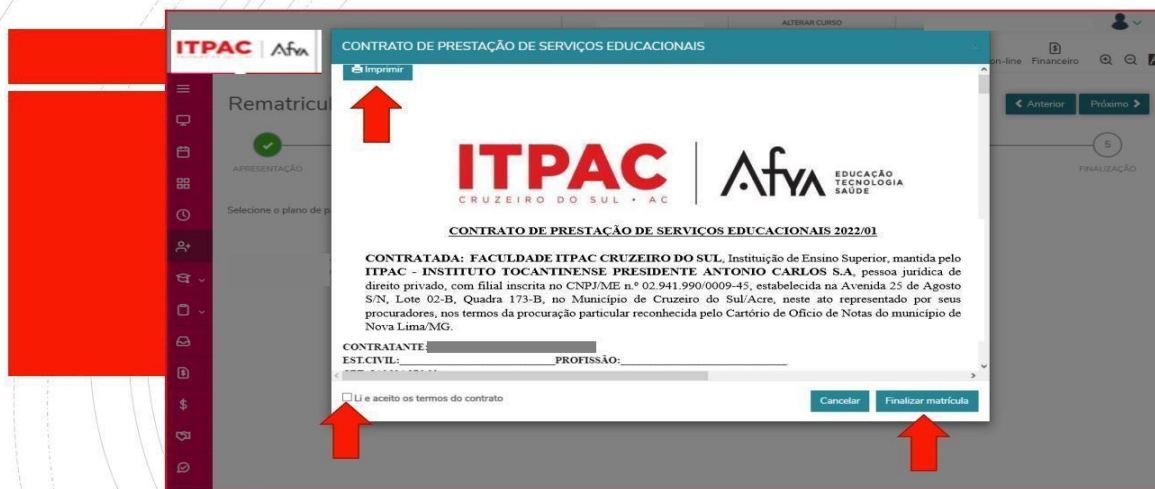 ALTERAR CURSO
ITPAC Afya
CONTRATO DE PRESTAÇÃO DE SERVIÇOS EDUCACIONAIS
on-line Financeiro
Imprimir
Rematricul
Anterior Próximo
5
APRESENTAÇÃO
FINALIZAÇÃO
ITPAC
CRUZEIRO DO SUL • AC
Afya
EDUCAÇÃO
TECNOLOGIA
SAÚDE
Selecione o plano de p
CONTRATO DE PRESTAÇÃO DE SERVIÇOS EDUCACIONAIS 2022/01
CONTRATADA: FACULDADE ITPAC CRUZEIRO DO SUL, Instituição de Ensino Superior, mantida pelo
ITPAC - INSTITUTO TOCANTINENSE PRESIDENTE ANTONIO CARLOS S.A, pessoa jurídica de
direito privado, com filial inscrita no CNPJ/ME n.º 02.941.990/0009-45, estabelecida na Avenida 25 de Agosto
S/N, Lote 02-B, Quadra 173-B, no Município de Cruzeiro do Sul/Acre, neste ato representado por seus
procuradores, nos termos da procuração particular reconhecida pelo Cartório de Ofício de Notas do município de
Nova Lima/MG.
CONTRATANTE:
EST.CIVIL:______________________PROFISSÃO:________________________
Li e aceito os termos do contrato
Cancelar Finalizar matrícula